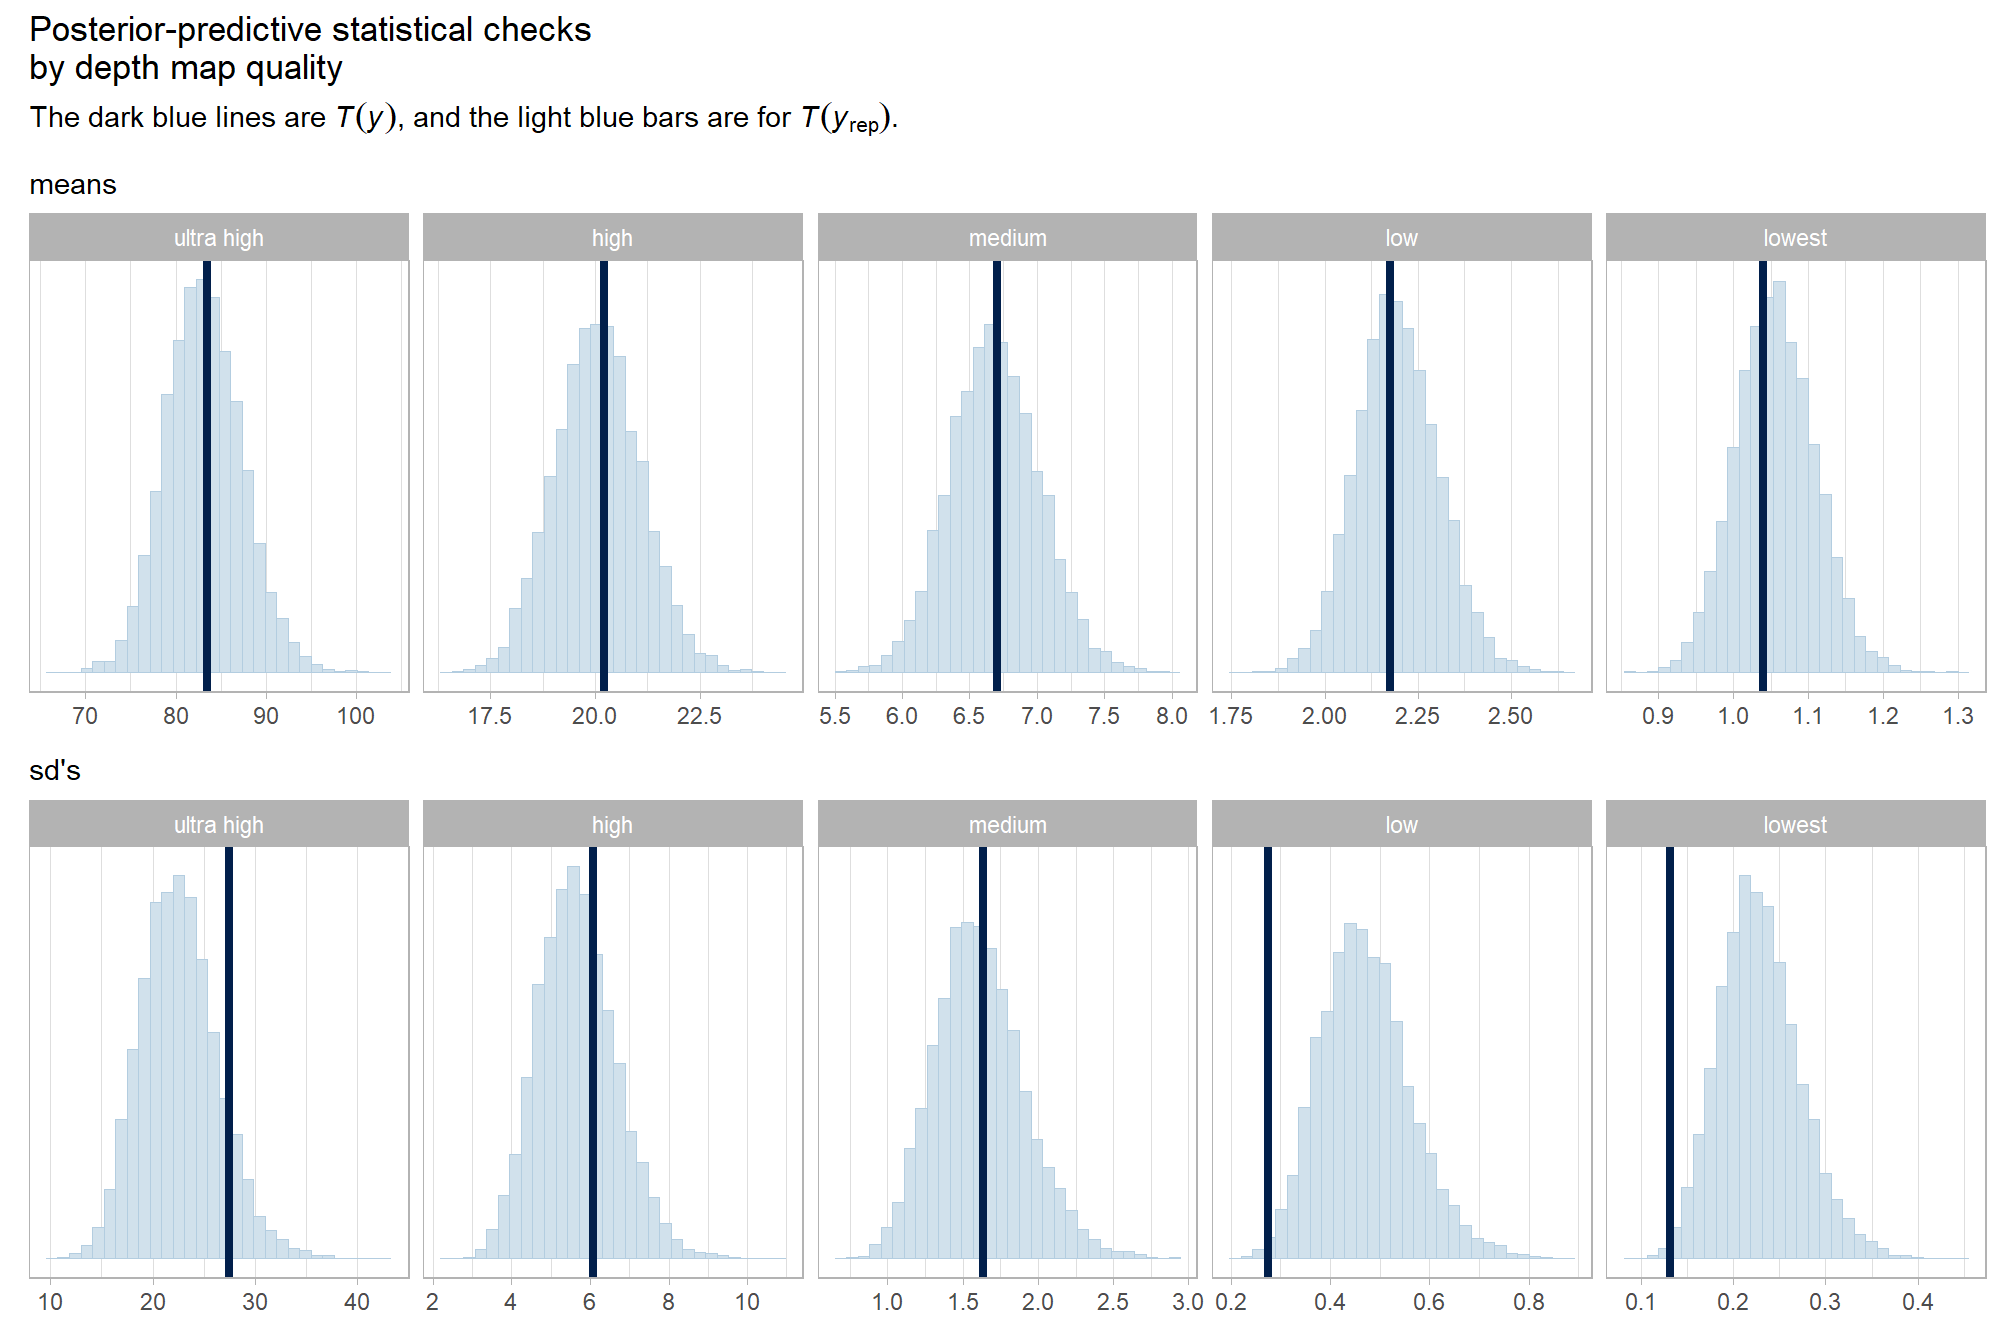 Posterior-predictive statistical checks
by depth map quality
The dark blue lines are T(y), and the light blue bars are for T(y_rep).
means
ultra high high medium low lowest
70 80 90 100 17.5 20.0 22.5 5.5 6.0 6.5 7.0 7.5 8.0 1.75 2.00 2.25 2.50 0.9 1.0 1.1 1.2 1.3
sd's
ultra high high medium low lowest
10 20 30 40 2 4 6 8 10 1.0 1.5 2.0 2.5 3.0 0.2 0.4 0.6 0.8 0.1 0.2 0.3 0.4